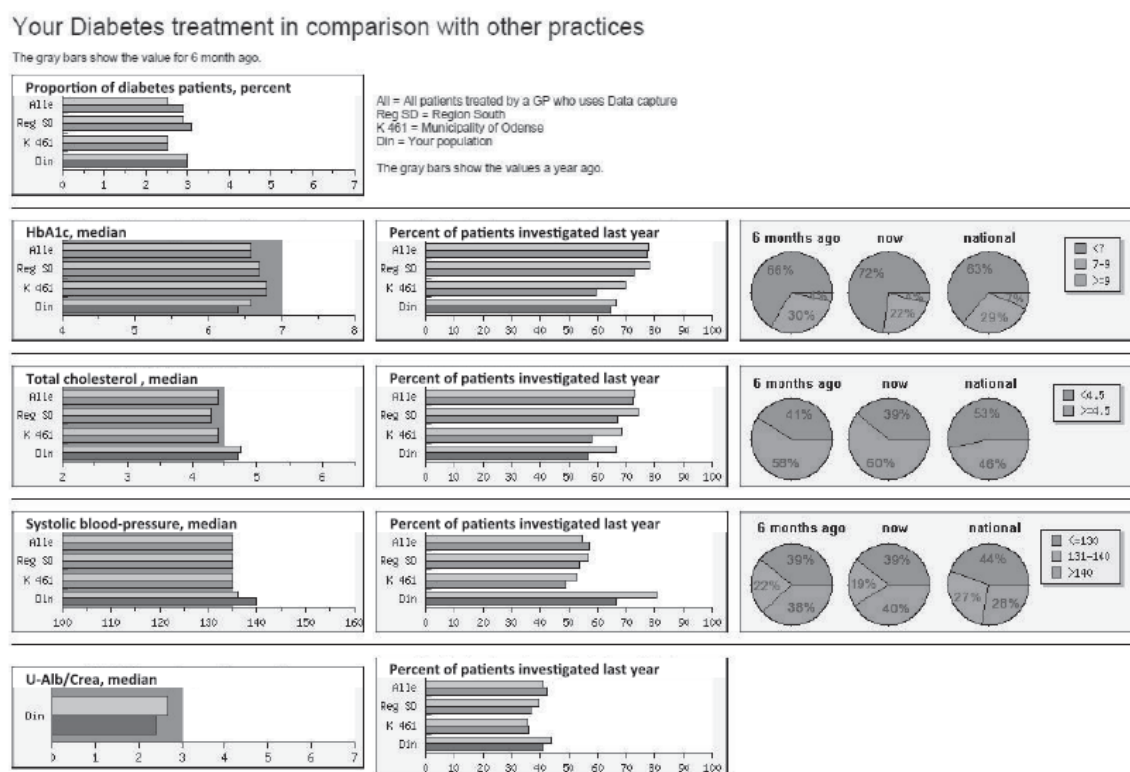 Your Diabetes treatment in comparison with other practices
The gray bars show the value for 6 month ago.
Proportion of diabetes patients, percent
Alle
Reg SD
K 461
Din
0 1 2 3 4 5 6 7
All = All patients treated by a GP who uses Data capture
Reg SD = Region South
K 461 = Municipality of Odense
Din = Your population
The gray bars show the values a year ago.
HbA1c, median
Alle
Reg SD
K 461
Din
4 5 6 7 8
Percent of patients investigated last year
Alle
Reg SD
K 461
Din
0 10 20 30 40 50 60 70 80 90 100
6 months ago now national
66% 72% 63%
30% 22% 29%
<7
7-9
>=9
Total cholesterol , median
Alle
Reg SD
K 461
Din
2 3 4 5 6
Percent of patients investigated last year
Alle
Reg SD
K 461
Din
0 10 20 30 40 50 60 70 80 90 100
6 months ago now national
41% 39% 53%
58% 60% 46%
<4.5
>=4.5
Systolic blood-pressure, median
Alle
Reg SD
K 461
Din
100 110 120 130 140 150 160
Percent of patients investigated last year
Alle
Reg SD
K 461
Din
0 10 20 30 40 50 60 70 80 90 100
6 months ago now national
39% 39% 44%
22% 19% 27% 28%
38% 40%
<=130
131-140
>140
U-Alb/Crea, median
Din
0 1 2 3 4 5 6 7
Percent of patients investigated last year
Alle
Reg SD
K 461
Din
0 10 20 30 40 50 60 70 80 90 100